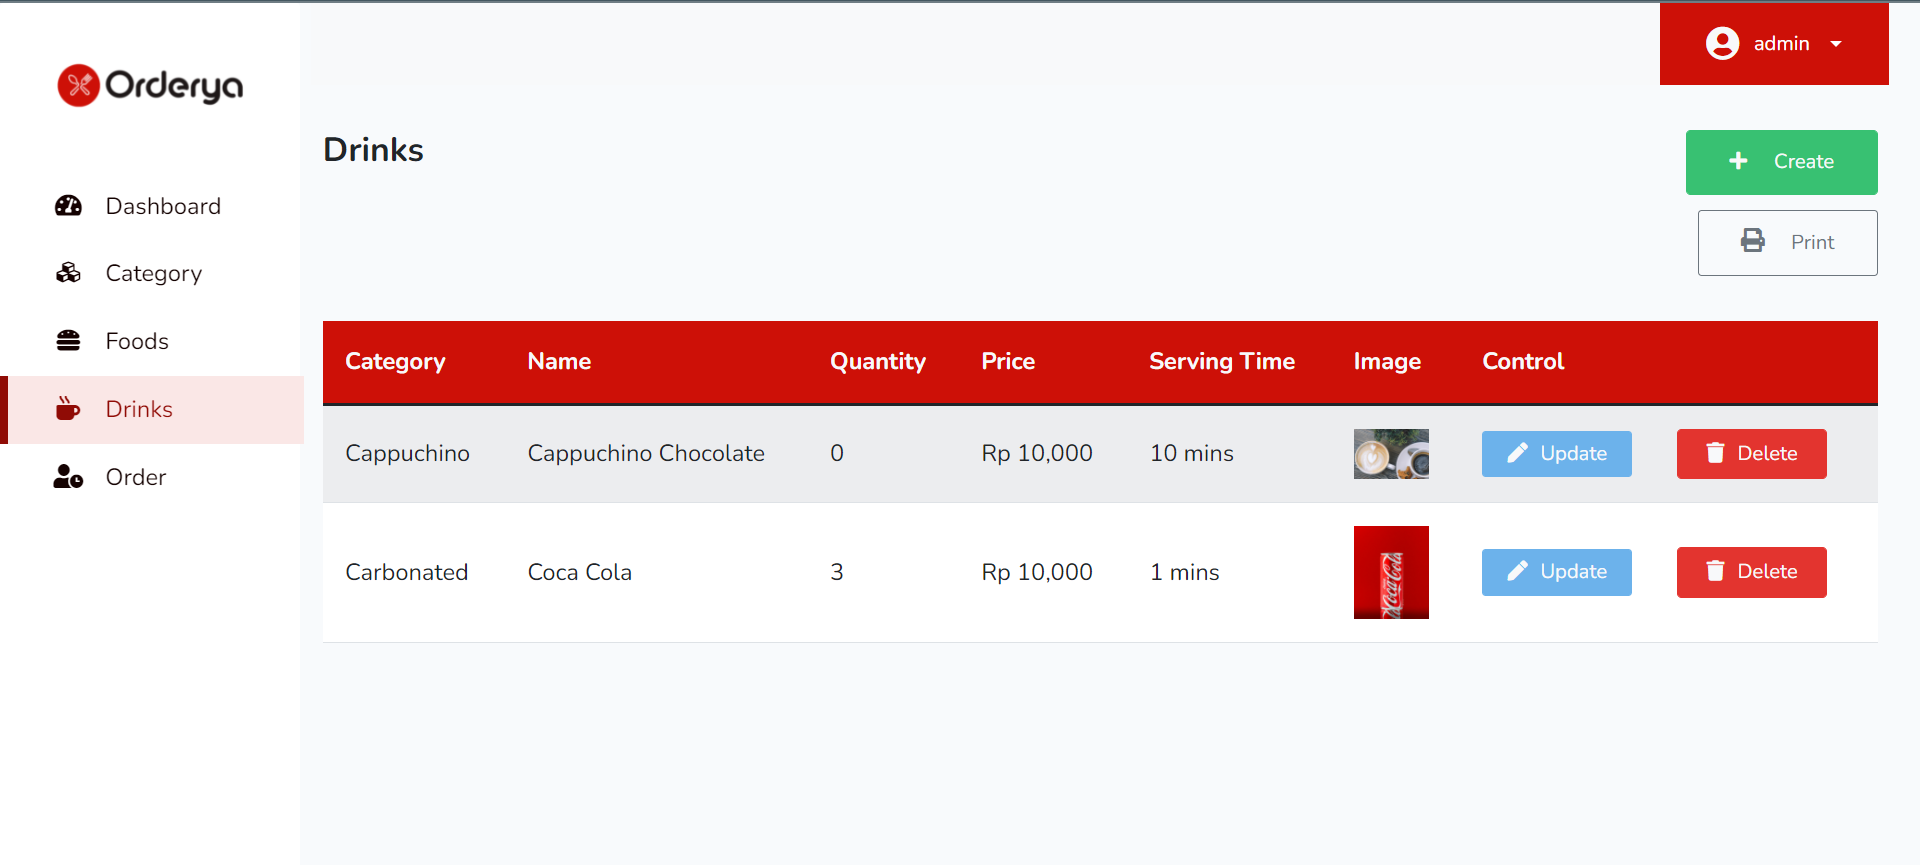 Orderya
admin
Dashboard
Category
Foods
Drinks
Order
Drinks
Create
Print
Category Name Quantity Price Serving Time Image Control
Cappuchino Cappuchino Chocolate 0 Rp 10,000 10 mins Update Delete
Carbonated Coca Cola 3 Rp 10,000 1 mins Coca-Cola Update Delete